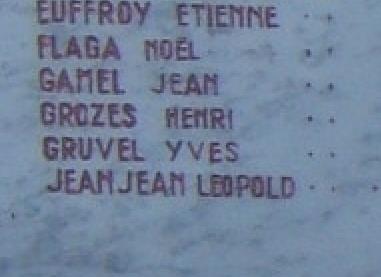 EUFFROY ETIENNE . .
FLAGA NOËL . .
GAMEL JEAN . .
GROZES HENRI . .
GRUVEL YVES . .
JEANJEAN LEOPOLD . . .